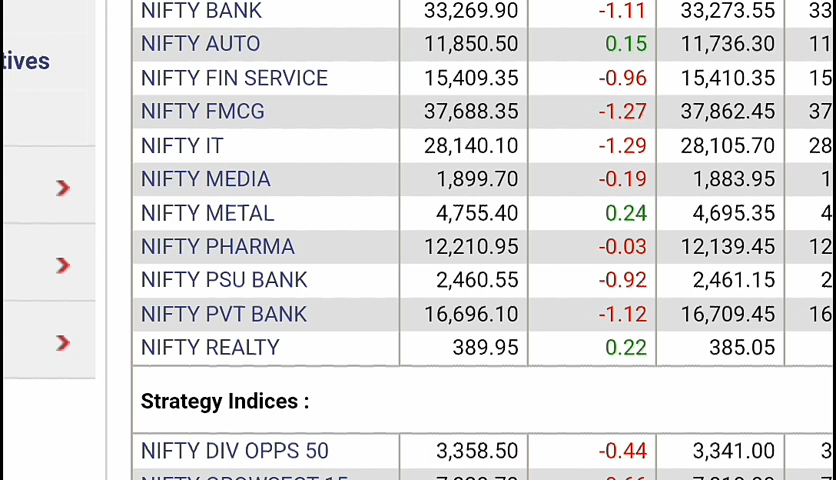 NIFTY BANK 33,269.90 -1.11 33,273.55 33
NIFTY AUTO 11,850.50 0.15 11,736.30 11
tives
NIFTY FIN SERVICE 15,409.35 -0.96 15,410.35 15
NIFTY FMCG 37,688.35 -1.27 37,862.45 37
NIFTY IT 28,140.10 -1.29 28,105.70 28
NIFTY MEDIA 1,899.70 -0.19 1,883.95 1
NIFTY METAL 4,755.40 0.24 4,695.35 4
NIFTY PHARMA 12,210.95 -0.03 12,139.45 12
NIFTY PSU BANK 2,460.55 -0.92 2,461.15 2
NIFTY PVT BANK 16,696.10 -1.12 16,709.45 16
NIFTY REALTY 389.95 0.22 385.05
Strategy Indices :
NIFTY DIV OPPS 50 3,358.50 -0.44 3,341.00 3